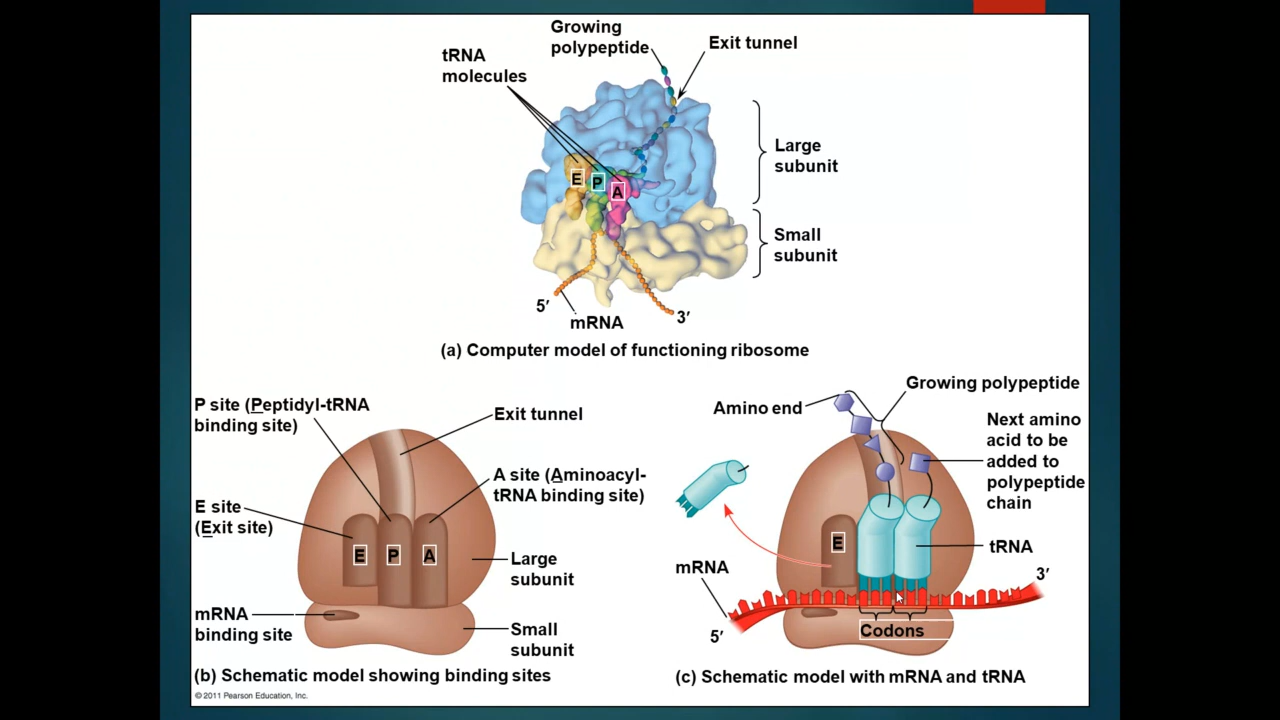 Growing
polypeptide
Exit tunnel
tRNA
molecules
Large
subunit
E
P
A
Small
subunit
5′
mRNA
3′
(a) Computer model of functioning ribosome
P site (Peptidyl-tRNA
binding site)
Exit tunnel
A site (Aminoacyl-
tRNA binding site)
E site
(Exit site)
E
P
A
Large
subunit
mRNA
binding site
Small
subunit
(b) Schematic model showing binding sites
Growing polypeptide
Amino end
Next amino
acid to be
added to
polypeptide
chain
E
tRNA
mRNA
3′
5′
Codons
(c) Schematic model with mRNA and tRNA
© 2011 Pearson Education, Inc.